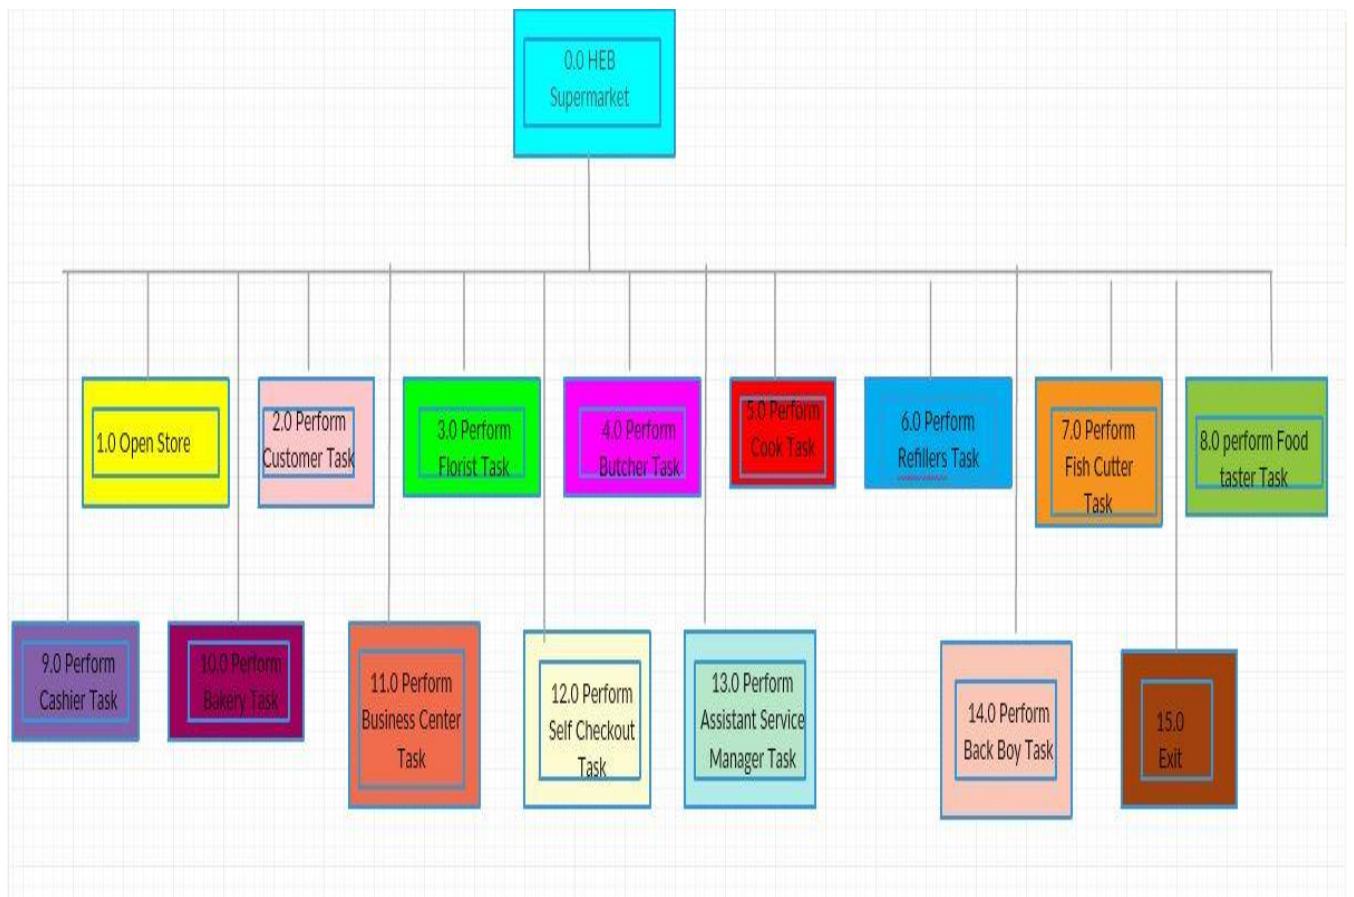 0.0 HEB
Supermarket
1.0 Open Store
2.0 Perform
Customer Task
3.0 Perform
Florist Task
4.0 Perform
Butcher Task
5.0 Perform
Cook Task
6.0 Perform
Refillers Task
7.0 Perform
Fish Cutter
Task
8.0 perform Food
taster Task
9.0 Perform
Cashier Task
10.0 Perform
Bakery Task
11.0 Perform
Business Center
Task
12.0 Perform
Self Checkout
Task
13.0 Perform
Assistant Service
Manager Task
14.0 Perform
Back Boy Task
15.0
Exit